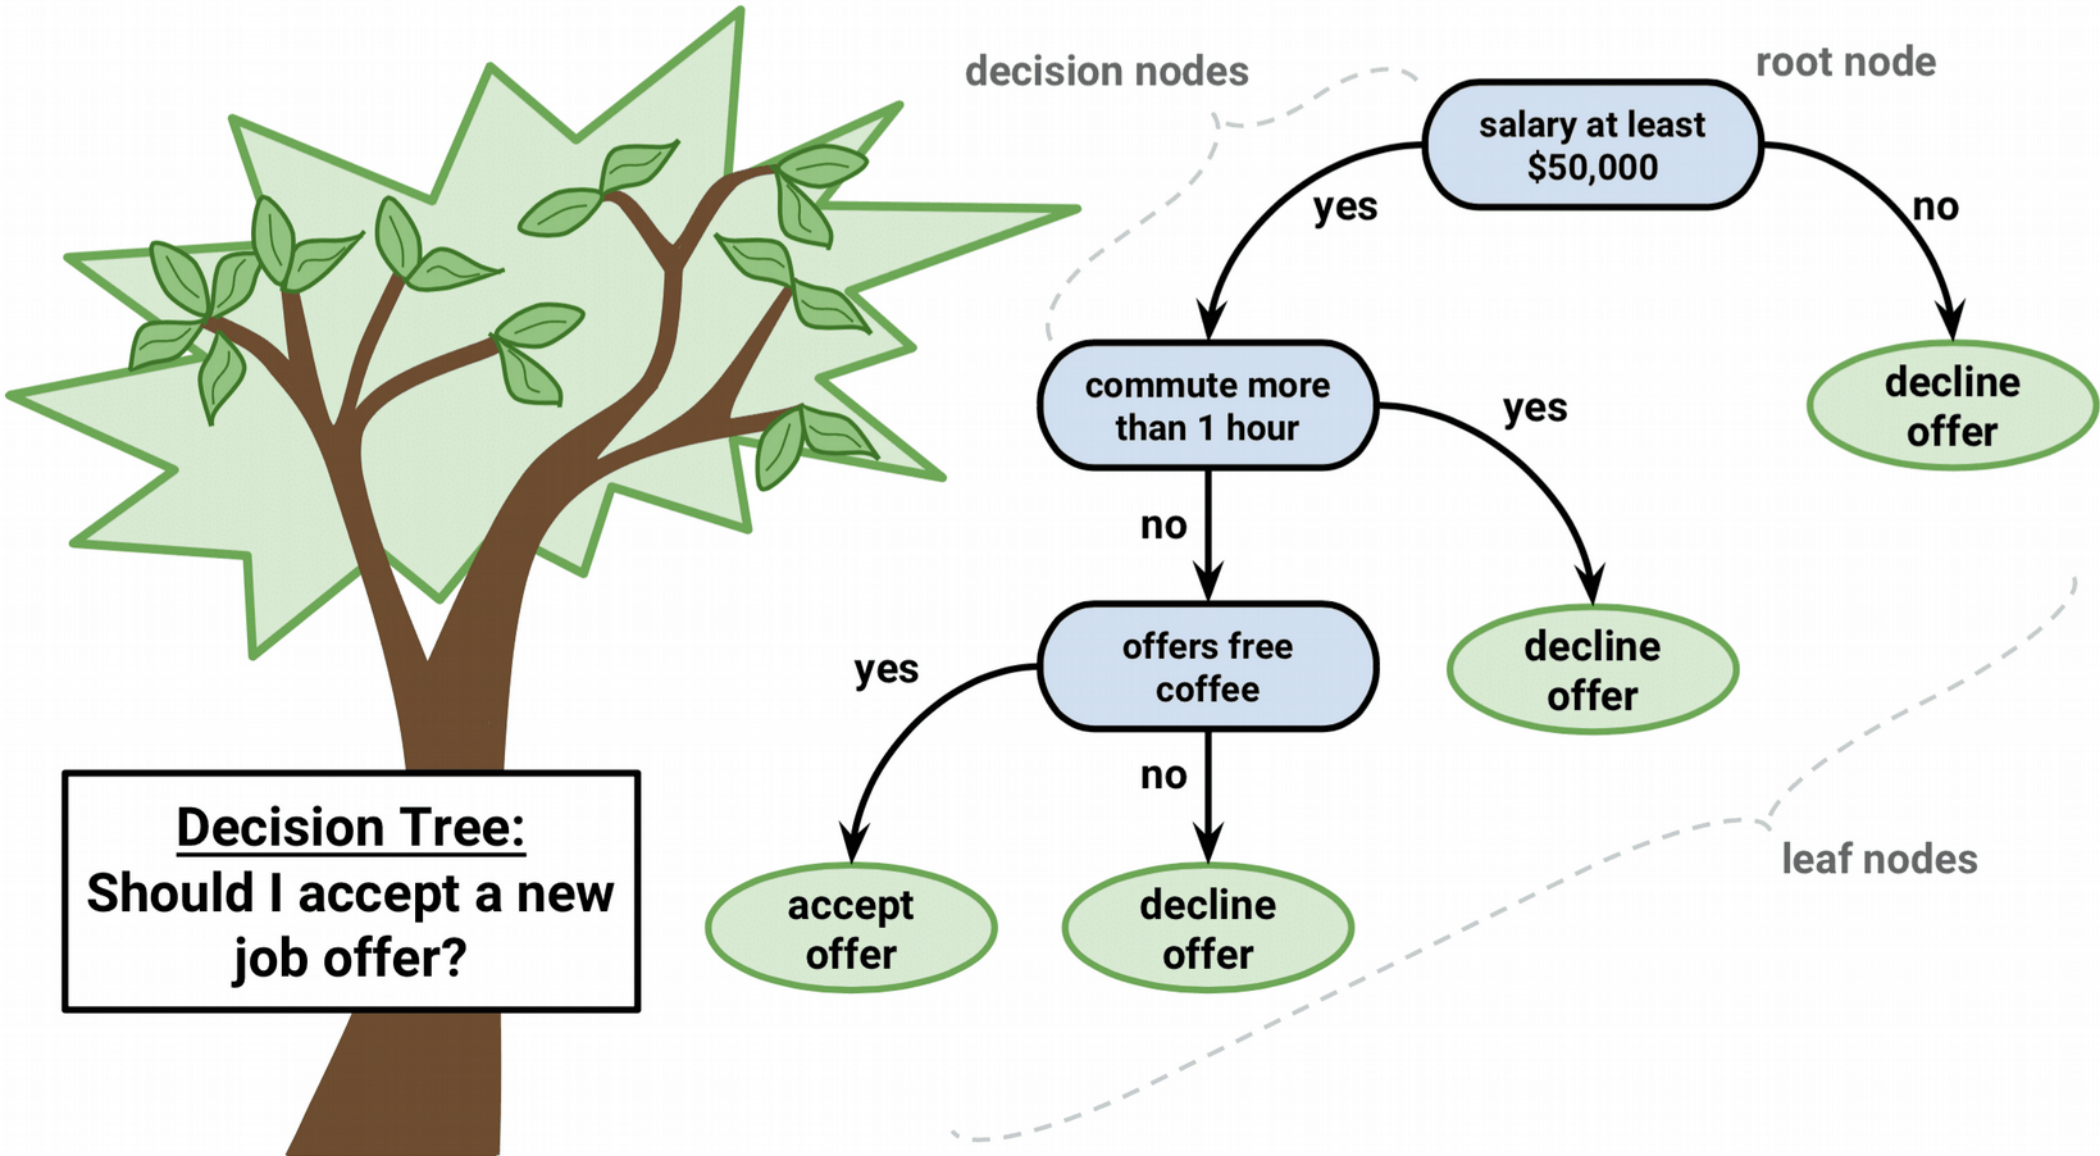 decision nodes
root node
salary at least
$50,000
yes
no
commute more
than 1 hour
yes
decline
offer
no
offers free
coffee
decline
offer
yes
no
accept
offer
decline
offer
leaf nodes
Decision Tree:
Should I accept a new
job offer?